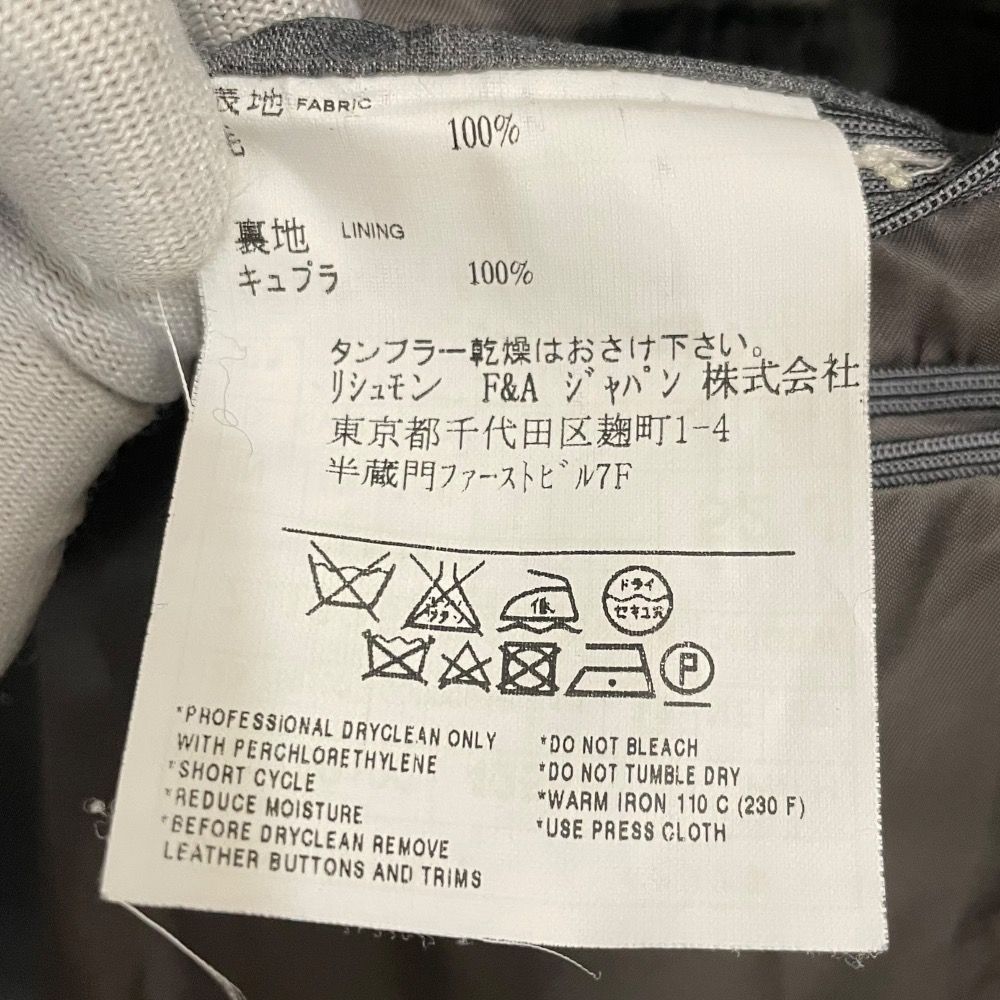 表地 FABRIC
毛 100%
裏地 LINING
キュプラ 100%
タンブラー乾燥はおさけ下さい。
リシュモン F&A ジャパン 株式会社
東京都千代田区麹町1-4
半蔵門ファーストビル7F
低
ドライ
セキユ系
P
*PROFESSIONAL DRYCLEAN ONLY
WITH PERCHLORETHYLENE
*SHORT CYCLE
*REDUCE MOISTURE
*BEFORE DRYCLEAN REMOVE
LEATHER BUTTONS AND TRIMS
*DO NOT BLEACH
*DO NOT TUMBLE DRY
*WARM IRON 110 C (230 F)
*USE PRESS CLOTH